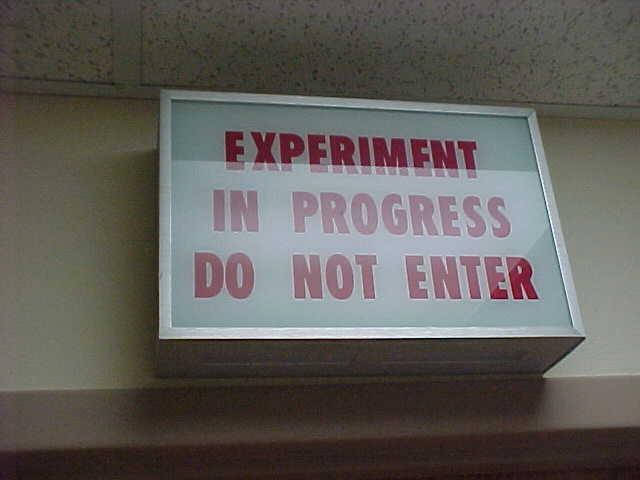 EXPERIMENT
IN PROGRESS
DO NOT ENTER